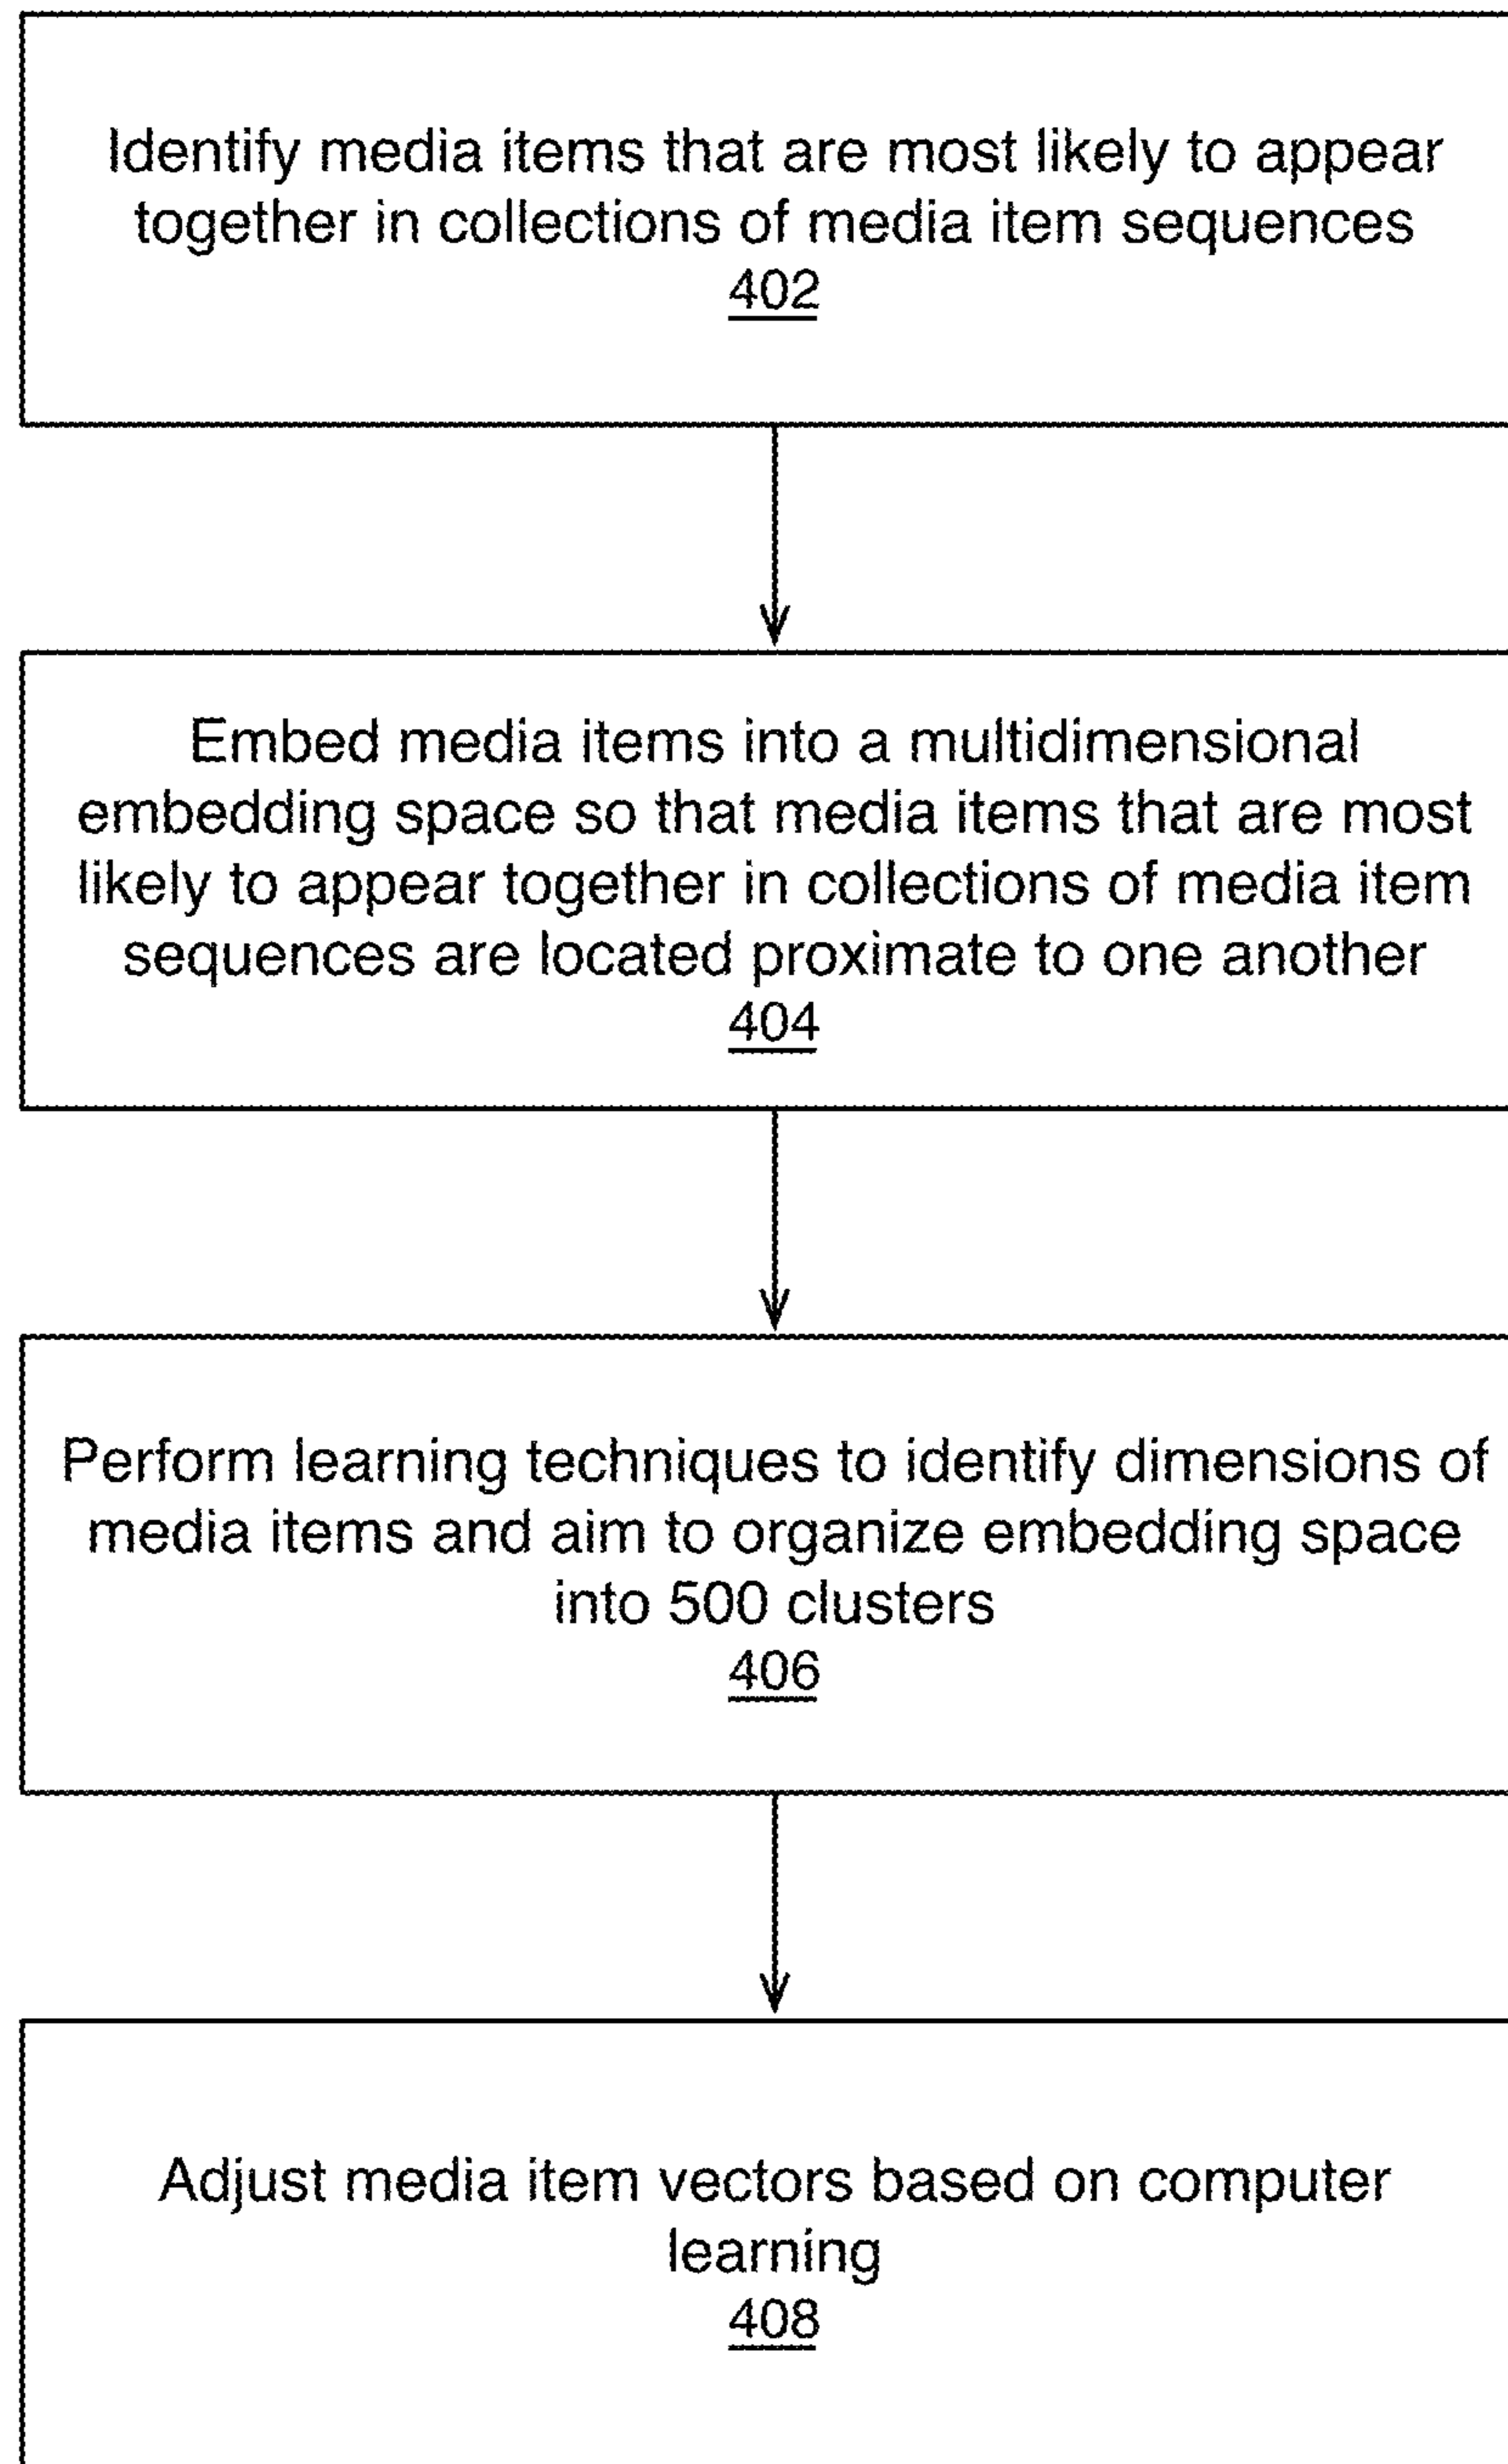 Identify media items that are most likely to appear
together in collections of media item sequences
402
Embed media items into a multidimensional
embedding space so that media items that are most
likely to appear together in collections of media item
sequences are located proximate to one another
404
Perform learning techniques to identify dimensions of
media items and aim to organize embedding space
into 500 clusters
406
Adjust media item vectors based on computer
learning
408